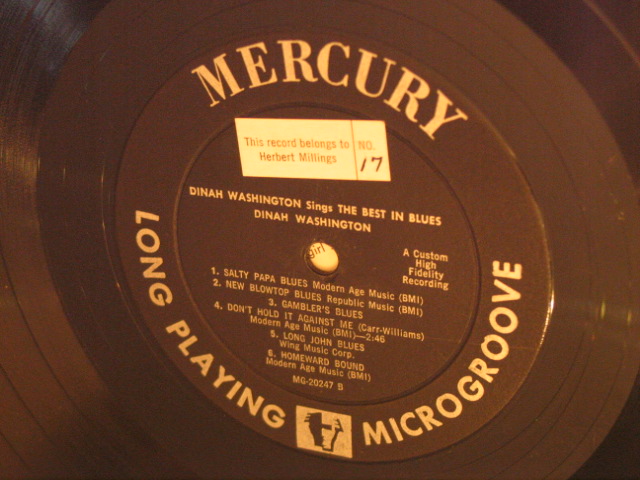 MERCURY
This record belongs to
Herbert Millings
NO.
17
DINAH WASHINGTON Sings THE BEST IN BLUES
DINAH WASHINGTON
girl
A Custom
High
Fidelity
Recording
1. SALTY PAPA BLUES Modern Age Music (BMI)
2. NEW BLOWTOP BLUES Republic Music (BMI)
3. GAMBLER'S BLUES
4. DON'T HOLD IT AGAINST ME (Carr-Williams)
Modern Age Music (BMI)—2:46
5. LONG JOHN BLUES
Wing Music Corp.
6. HOMEWARD BOUND
Modern Age Music (BMI)
MG-20247 B
LONG PLAYING
MICROGROOVE